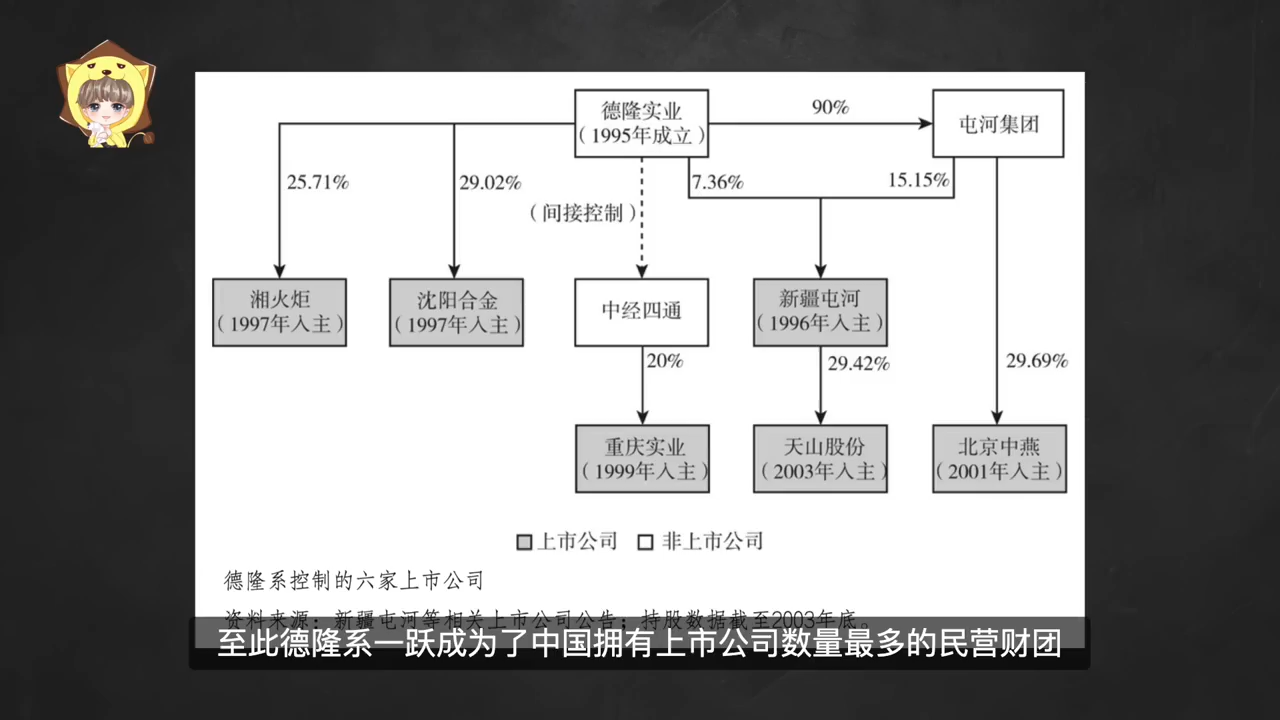 德隆实业
（1995年成立）
90%
屯河集团
25.71%
29.02%
（间接控制）
7.36%
15.15%
湘火炬
（1997年入主）
沈阳合金
（1997年入主）
中经四通
新疆屯河
（1996年入主）
20%
29.42%
29.69%
重庆实业
（1999年入主）
天山股份
（2003年入主）
北京中燕
（2001年入主）
上市公司 非上市公司
德隆系控制的六家上市公司
资料来源：新疆屯河等相关上市公司公告；持股数据截至2003年底。
至此德隆系一跃成为了中国拥有上市公司数量最多的民营财团